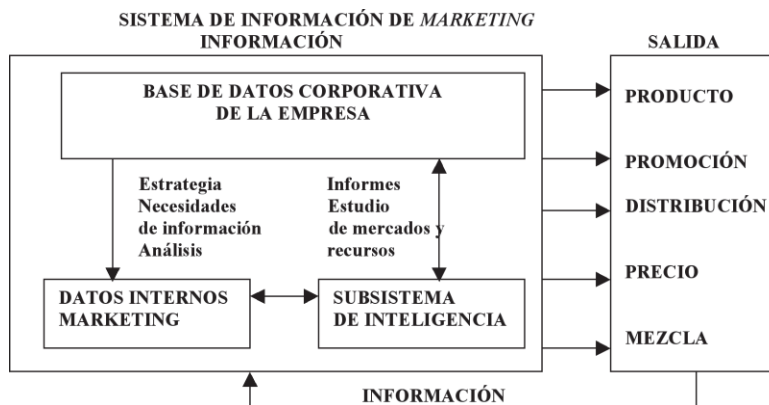 SISTEMA DE INFORMACIÓN DE MARKETING
INFORMACIÓN
SALIDA
BASE DE DATOS CORPORATIVA
DE LA EMPRESA
PRODUCTO
PROMOCIÓN
DISTRIBUCIÓN
PRECIO
MEZCLA
Estrategia
Necesidades
de información
Análisis
Informes
Estudio
de mercados y
recursos
DATOS INTERNOS
MARKETING
SUBSISTEMA
DE INTELIGENCIA
INFORMACIÓN